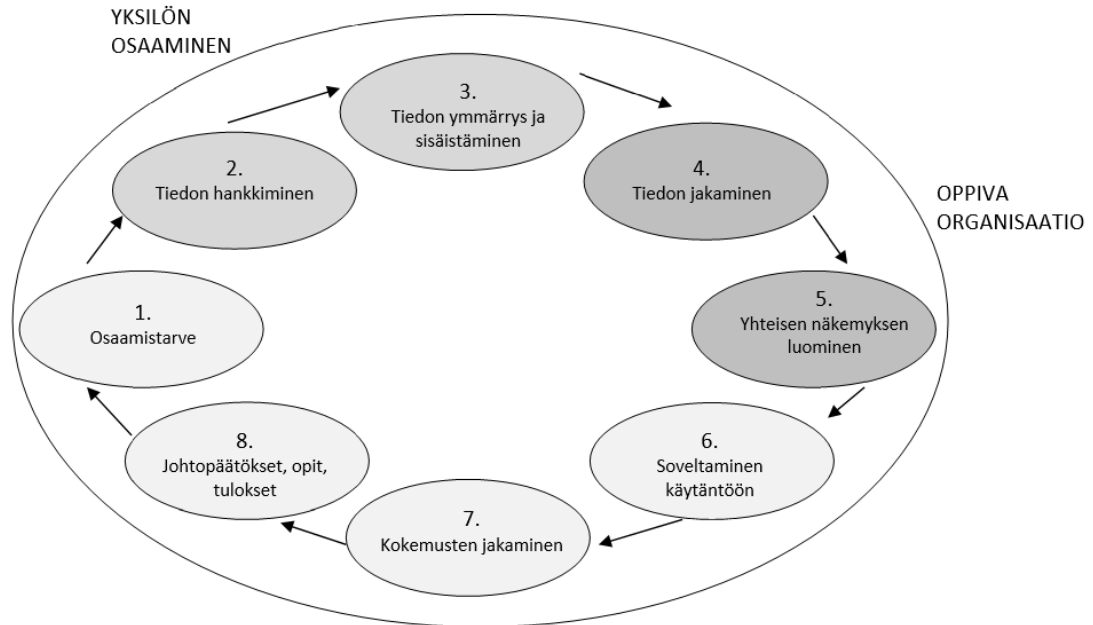 YKSILÖN
OSAAMINEN
3.
Tiedon ymmärrys ja
sisäistäminen
2.
Tiedon hankkiminen
4.
Tiedon jakaminen
OPPIVA
ORGANISAATIO
1.
Osaamistarve
5.
Yhteisen näkemyksen
luominen
8.
Johtopäätökset, opit,
tulokset
6.
Soveltaminen
käytäntöön
7.
Kokemusten jakaminen